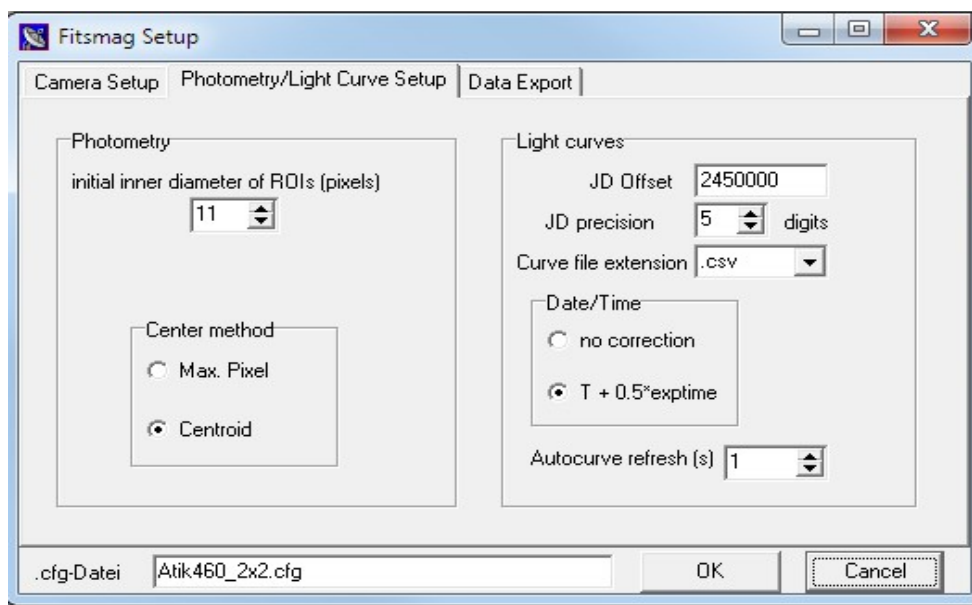 Fitsmag Setup
Camera Setup
Photometry/Light Curve Setup
Data Export
Photometry
initial inner diameter of ROIs (pixels)
11
Center method
Max. Pixel
Centroid
Light curves
JD Offset 2450000
JD precision 5 digits
Curve file extension .csv
Date/Time
no correction
T + 0.5*exptime
Autocurve refresh (s) 1
.cfg-Datei Atik460_2x2.cfg OK Cancel